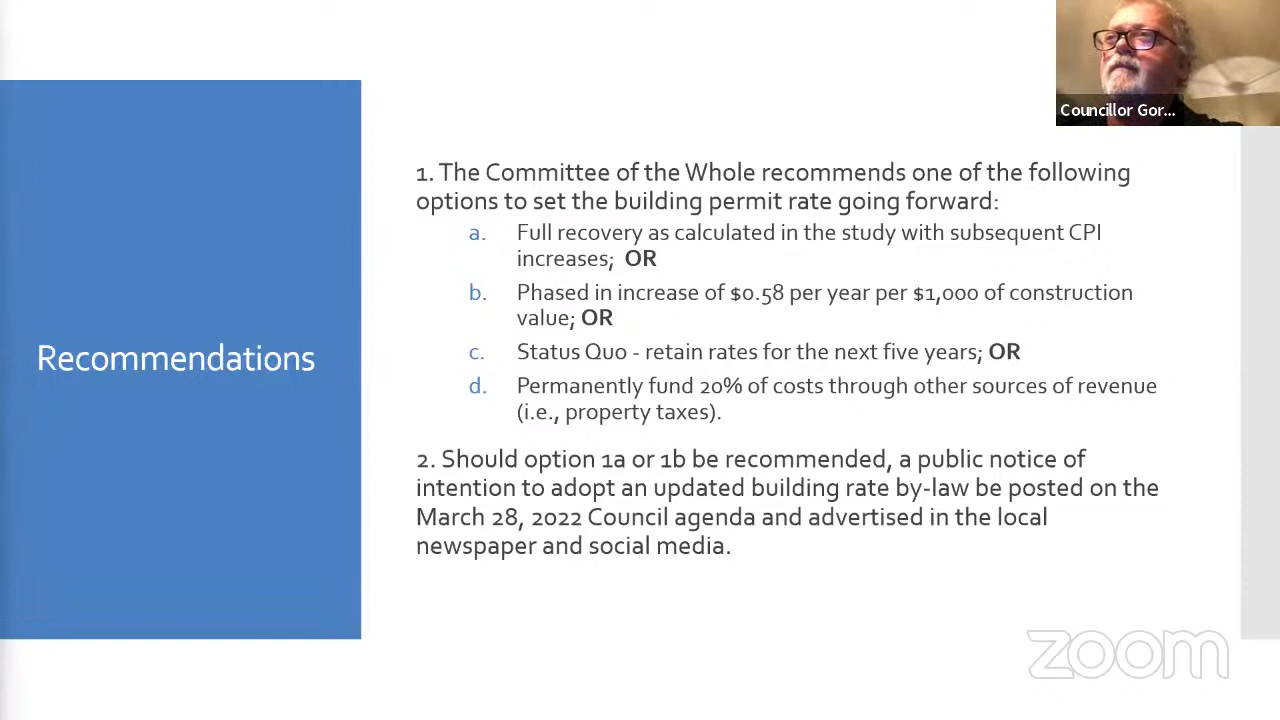 Councillor Gor...
1. The Committee of the Whole recommends one of the following
options to set the building permit rate going forward:
a. Full recovery as calculated in the study with subsequent CPI
increases; OR
b. Phased in increase of $0.58 per year per $1,000 of construction
value; OR
c. Status Quo - retain rates for the next five years; OR
d. Permanently fund 20% of costs through other sources of revenue
(i.e., property taxes).
Recommendations
2. Should option 1a or 1b be recommended, a public notice of
intention to adopt an updated building rate by-law be posted on the
March 28, 2022 Council agenda and advertised in the local
newspaper and social media.
zoom